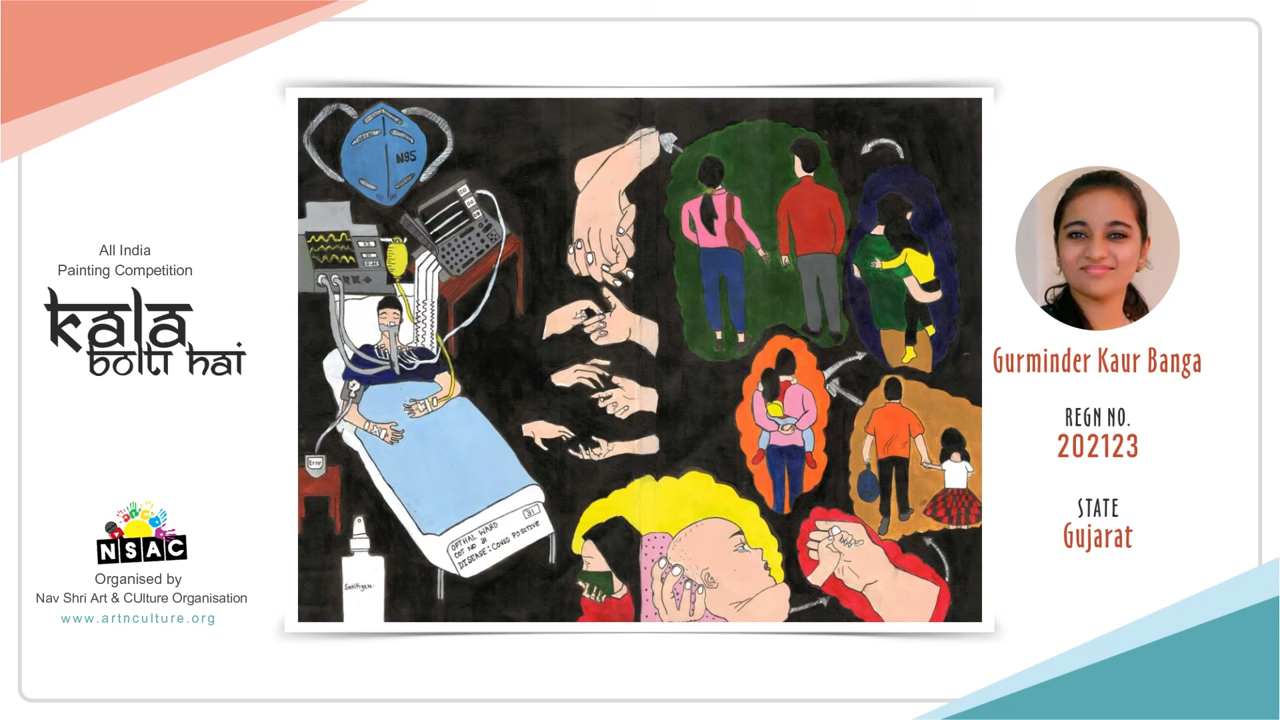 All India
Painting Competition
kala
bolti hai
NSAC
Organised by
Nav Shri Art & CUlture Organisation
www.artnculture.org
N95
Error
OPTHAL WARD
COT NO 31
DISEASE: COVID POSITIVE
31
Sanitizer
Gurminder Kaur Banga
REGN NO.
202123
STATE
Gujarat